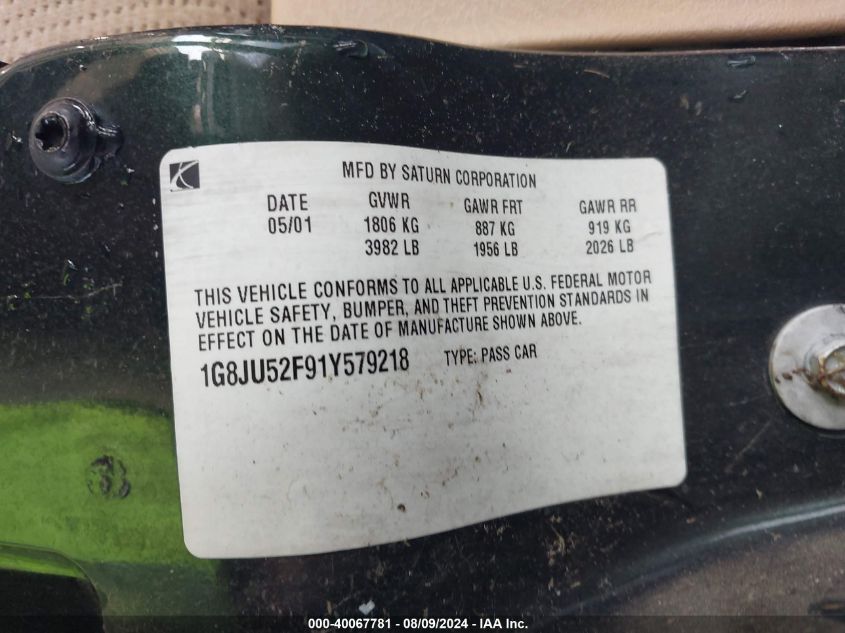 MFD BY SATURN CORPORATION
DATE GVWR GAWR FRT GAWR RR
05/01 1806 KG 887 KG 919 KG
3982 LB 1956 LB 2026 LB
THIS VEHICLE CONFORMS TO ALL APPLICABLE U.S. FEDERAL MOTOR
VEHICLE SAFETY, BUMPER, AND THEFT PREVENTION STANDARDS IN
EFFECT ON THE DATE OF MANUFACTURE SHOWN ABOVE.
1G8JU52F91Y579218 TYPE: PASS CAR
000-40067781 - 08/09/2024 - IAA Inc.